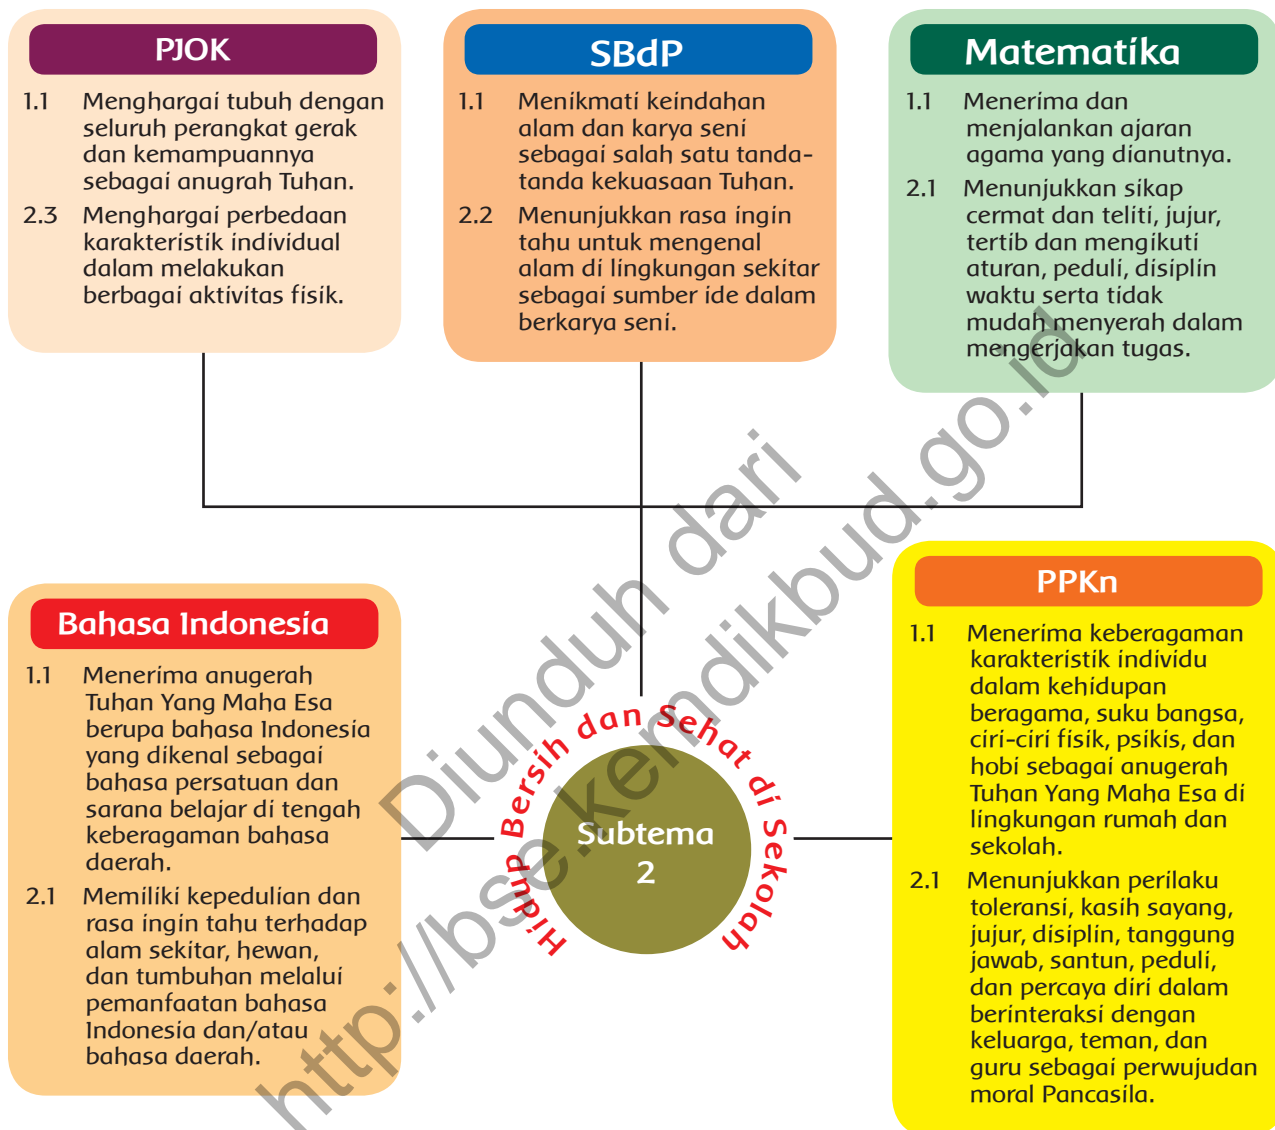 PJOK
1.1 Menghargai tubuh dengan
seluruh perangkat gerak
dan kemampuannya
sebagai anugrah Tuhan.
2.3 Menghargai perbedaan
karakteristik individual
dalam melakukan
berbagai aktivitas fisik.
SBdP
1.1 Menikmati keindahan
alam dan karya seni
sebagai salah satu tanda-
tanda kekuasaan Tuhan.
2.2 Menunjukkan rasa ingin
tahu untuk mengenal
alam di lingkungan sekitar
sebagai sumber ide dalam
berkarya seni.
Matematika
1.1 Menerima dan
menjalankan ajaran
agama yang dianutnya.
2.1 Menunjukkan sikap
cermat dan teliti, jujur,
tertib dan mengikuti
aturan, peduli, disiplin
waktu serta tidak
mudah menyerah dalam
mengerjakan tugas.
Bahasa Indonesia
1.1 Menerima anugerah
Tuhan Yang Maha Esa
berupa bahasa Indonesia
yang dikenal sebagai
bahasa persatuan dan
sarana belajar di tengah
keberagaman bahasa
daerah.
2.1 Memiliki kepedulian dan
rasa ingin tahu terhadap
alam sekitar, hewan,
dan tumbuhan melalui
pemanfaatan bahasa
Indonesia dan/atau
bahasa daerah.
Hidup Bersih dan Sehat di Sekolah
Subtema
2
PPKn
1.1 Menerima keberagaman
karakteristik individu
dalam kehidupan
beragama, suku bangsa,
ciri-ciri fisik, psikis, dan
hobi sebagai anugerah
Tuhan Yang Maha Esa di
lingkungan rumah dan
sekolah.
2.1 Menunjukkan perilaku
toleransi, kasih sayang,
jujur, disiplin, tanggung
jawab, santun, peduli,
dan percaya diri dalam
berinteraksi dengan
keluarga, teman, dan
guru sebagai perwujudan
moral Pancasila.
Diunduh dari
http://bse.kemdikbud.go.id